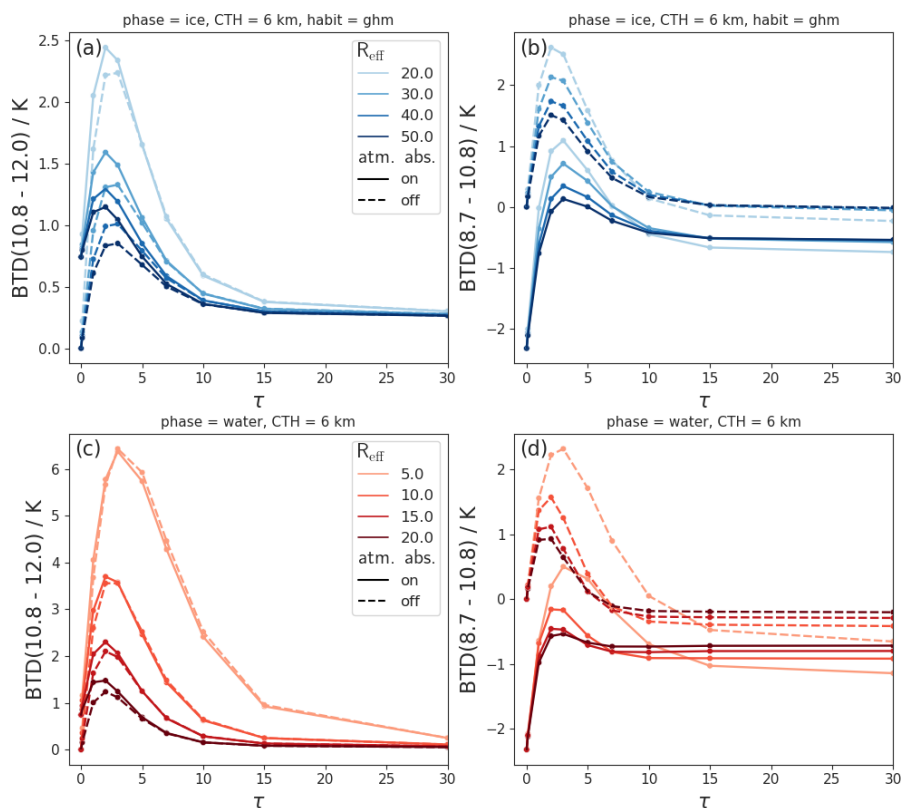 phase = ice, CTH = 6 km, habit = ghm
(a)
BTD(10.8 - 12.0) / K
2.5
2.0
1.5
1.0
0.5
0.0
R_eff
20.0
30.0
40.0
50.0
atm. abs.
on
off
0 5 10 15 20 25 30
τ
phase = ice, CTH = 6 km, habit = ghm
(b)
BTD(8.7 - 10.8) / K
2
1
0
−1
−2
0 5 10 15 20 25 30
τ
phase = water, CTH = 6 km
(c)
BTD(10.8 - 12.0) / K
6
5
4
3
2
1
0
R_eff
5.0
10.0
15.0
20.0
atm. abs.
on
off
0 5 10 15 20 25 30
τ
phase = water, CTH = 6 km
(d)
BTD(8.7 - 10.8) / K
2
1
0
−1
−2
0 5 10 15 20 25 30
τ